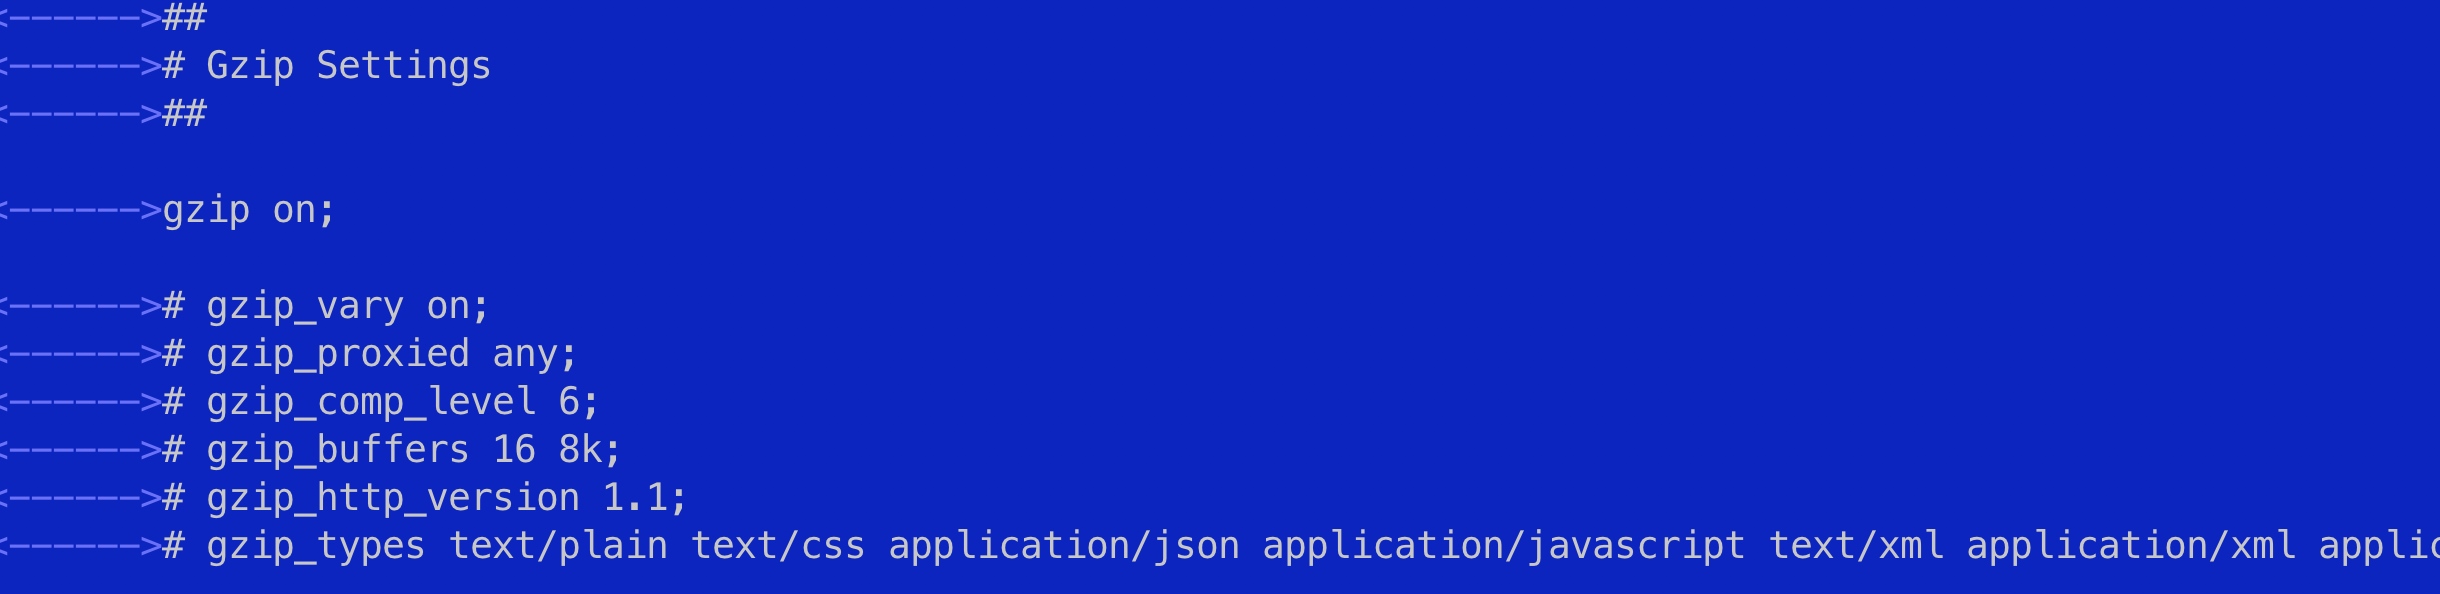 <------>##
<------># Gzip Settings
<------>##
<------>gzip on;
<------># gzip_vary on;
<------># gzip_proxied any;
<------># gzip_comp_level 6;
<------># gzip_buffers 16 8k;
<------># gzip_http_version 1.1;
<------># gzip_types text/plain text/css application/json application/javascript text/xml application/xml applic